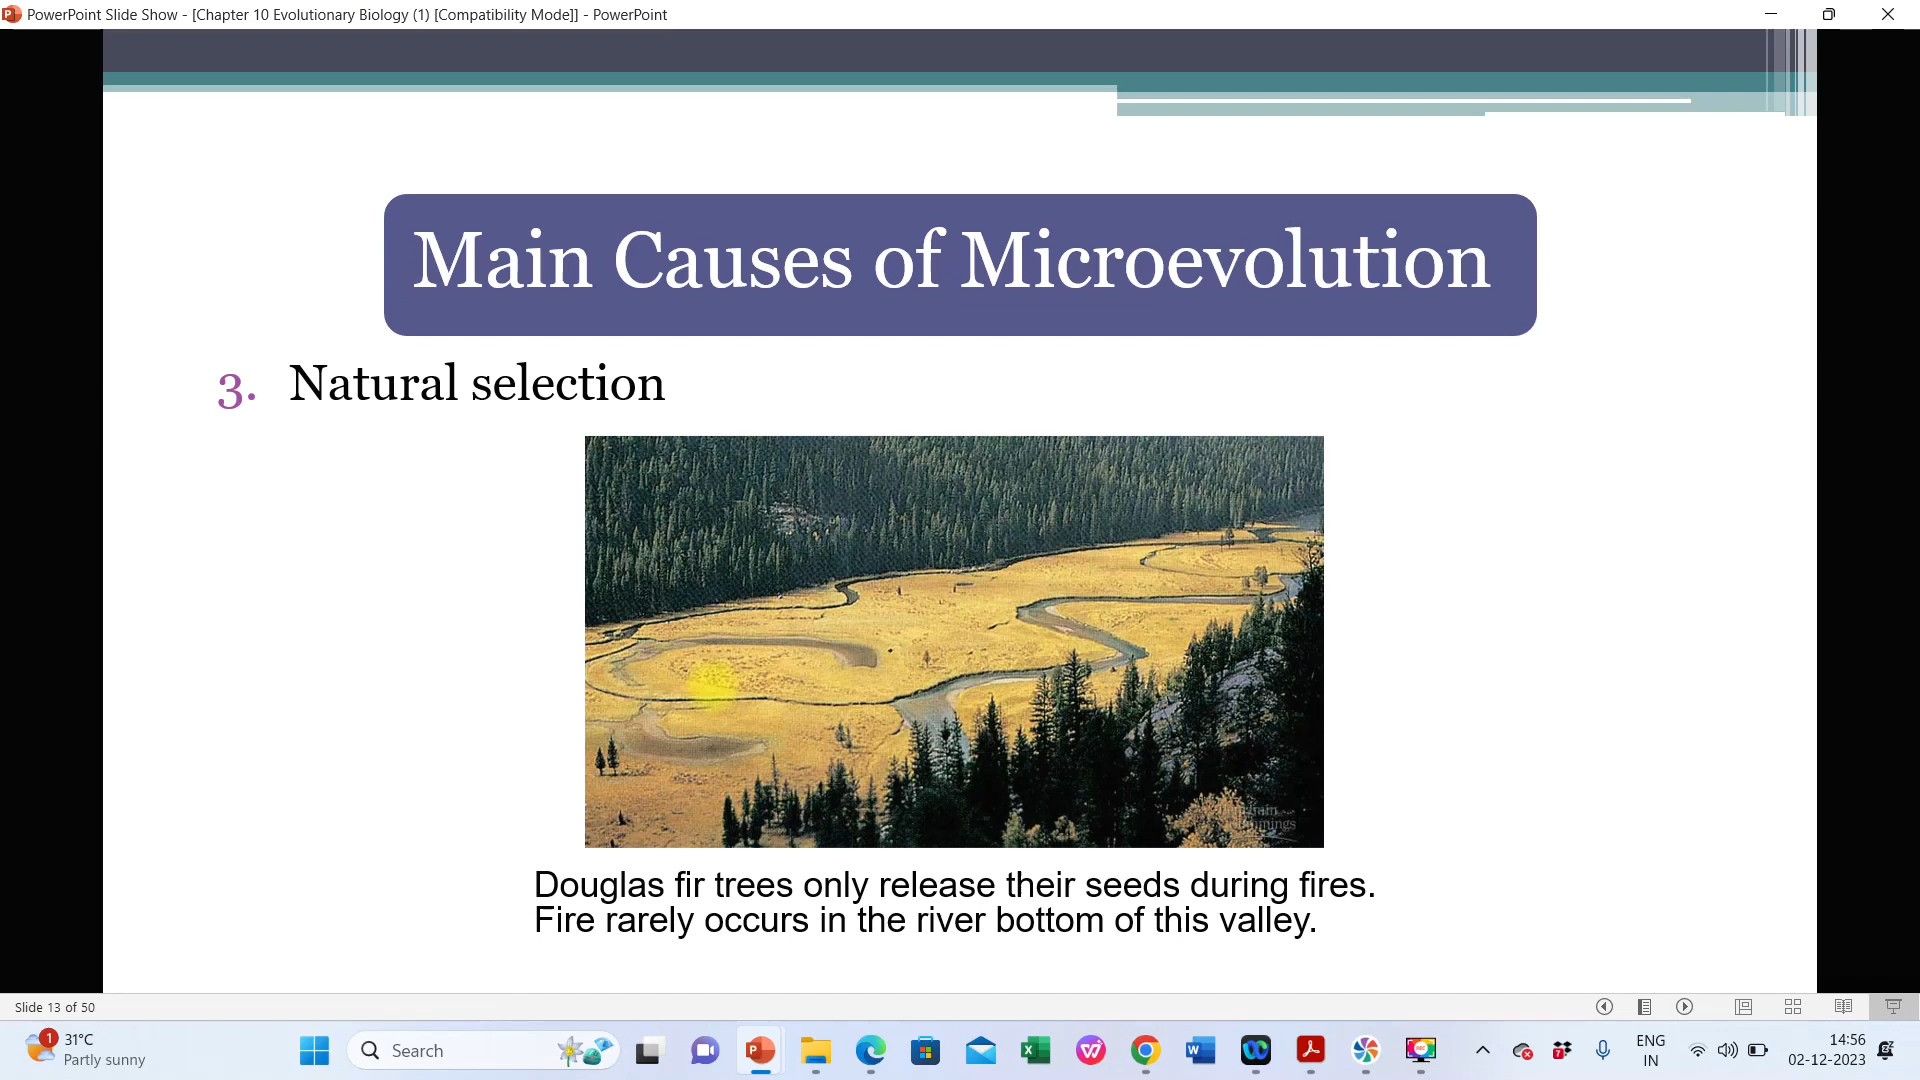 PowerPoint Slide Show - [Chapter 10 Evolutionary Biology (1) [Compatibility Mode]] - PowerPoint
Main Causes of Microevolution
3. Natural selection
Douglas fir trees only release their seeds during fires.
Fire rarely occurs in the river bottom of this valley.
Slide 13 of 50
1
31°C
Partly sunny
Search
7
ENG
IN
14:56
02-12-2023